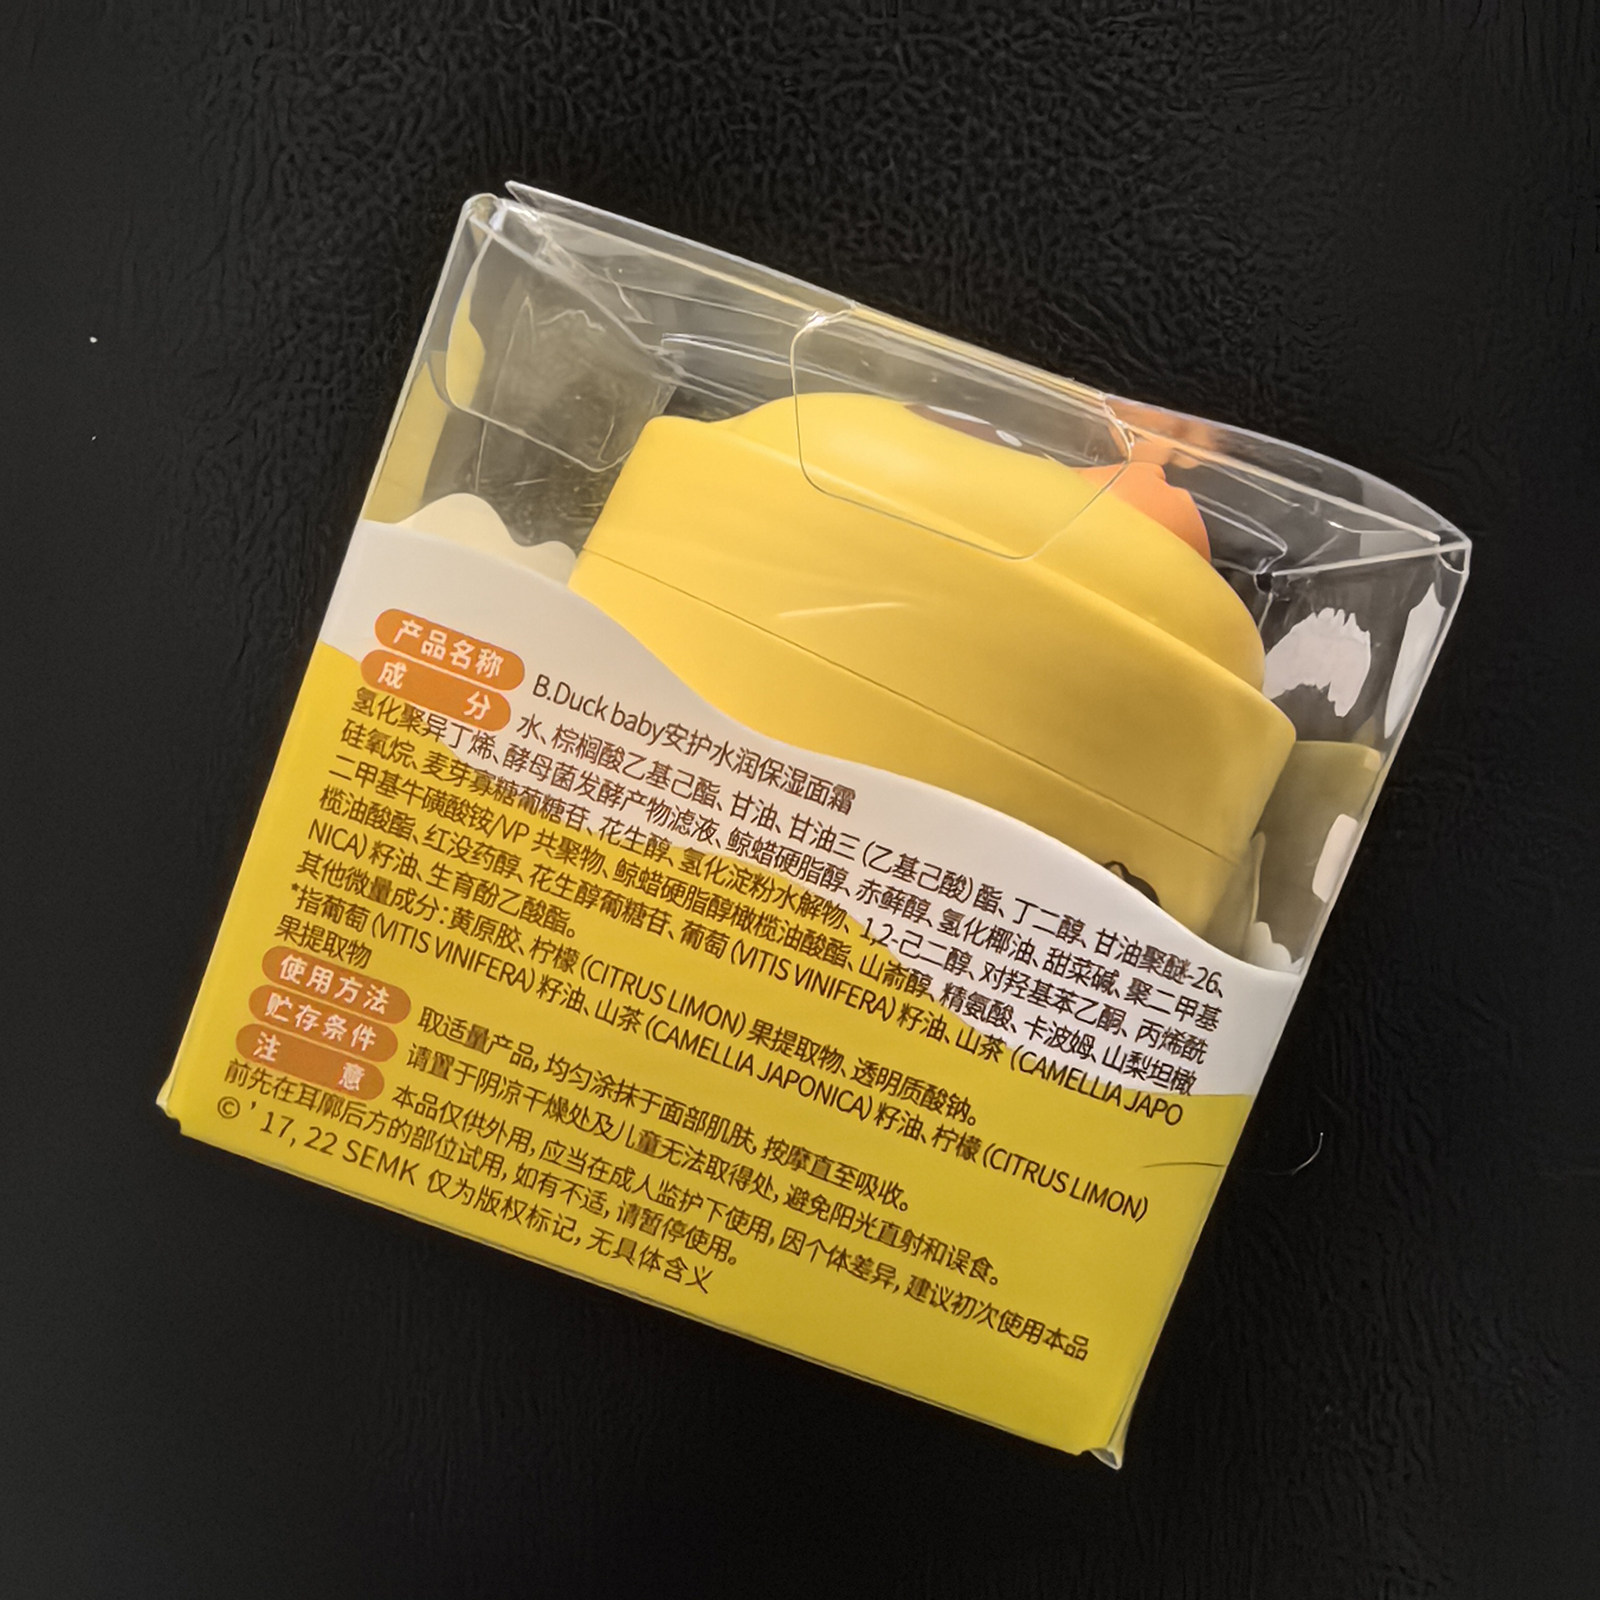 产品名称 B.Duck baby安护水润保湿面霜
成 分 水、棕榈酸乙基己酯、甘油、甘油三(乙基己酸)酯、丁二醇、甘油聚醚-26、
氢化聚异丁烯、酵母菌发酵产物滤液、鲸蜡硬脂醇、赤藓醇、氢化椰油、甜菜碱、聚二甲基
硅氧烷、麦芽寡糖葡糖苷、花生醇、氢化淀粉水解物、1,2-己二醇、对羟基苯乙酮、丙烯酰
二甲基牛磺酸铵/VP 共聚物、鲸蜡硬脂醇橄榄油酸酯、山嵛醇、精氨酸、卡波姆、山梨坦橄
榄油酸酯、红没药醇、花生醇葡糖苷、葡萄(VITIS VINIFERA)籽油、山茶(CAMELLIA JAPO
NICA)籽油、生育酚乙酸酯。
其他微量成分:黄原胶、柠檬(CITRUS LIMON)果提取物、透明质酸钠。
*指葡萄(VITIS VINIFERA)籽油、山茶(CAMELLIA JAPONICA)籽油、柠檬(CITRUS LIMON)
果提取物
使用方法 取适量产品,均匀涂抹于面部肌肤,按摩直至吸收。
贮存条件 请置于阴凉干燥处及儿童无法取得处,避免阳光直射和误食。
注 意 本品仅供外用,应当在成人监护下使用,因个体差异,建议初次使用本品
前先在耳廓后方的部位试用,如有不适,请暂停使用。
© ' 17, 22 SEMK 仅为版权标记,无具体含义